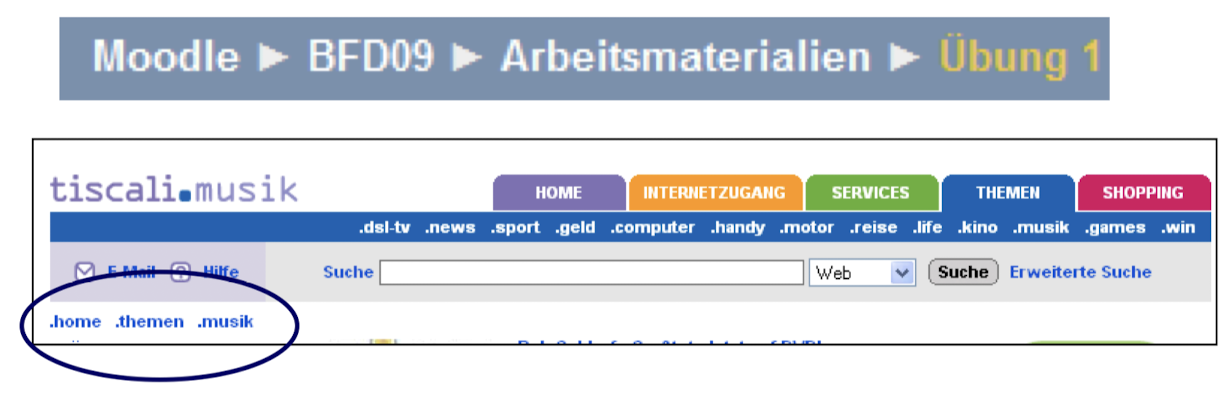 Moodle ► BFD09 ► Arbeitsmaterialien ► Übung 1
tiscali.musik
HOME INTERNETZUGANG SERVICES THEMEN SHOPPING
.dsl-tv .news .sport .geld .computer .handy .motor .reise .life .kino .musik .games .win
E-Mail ? Hilfe Suche Web Suche Erweiterte Suche
.home .themen .musik